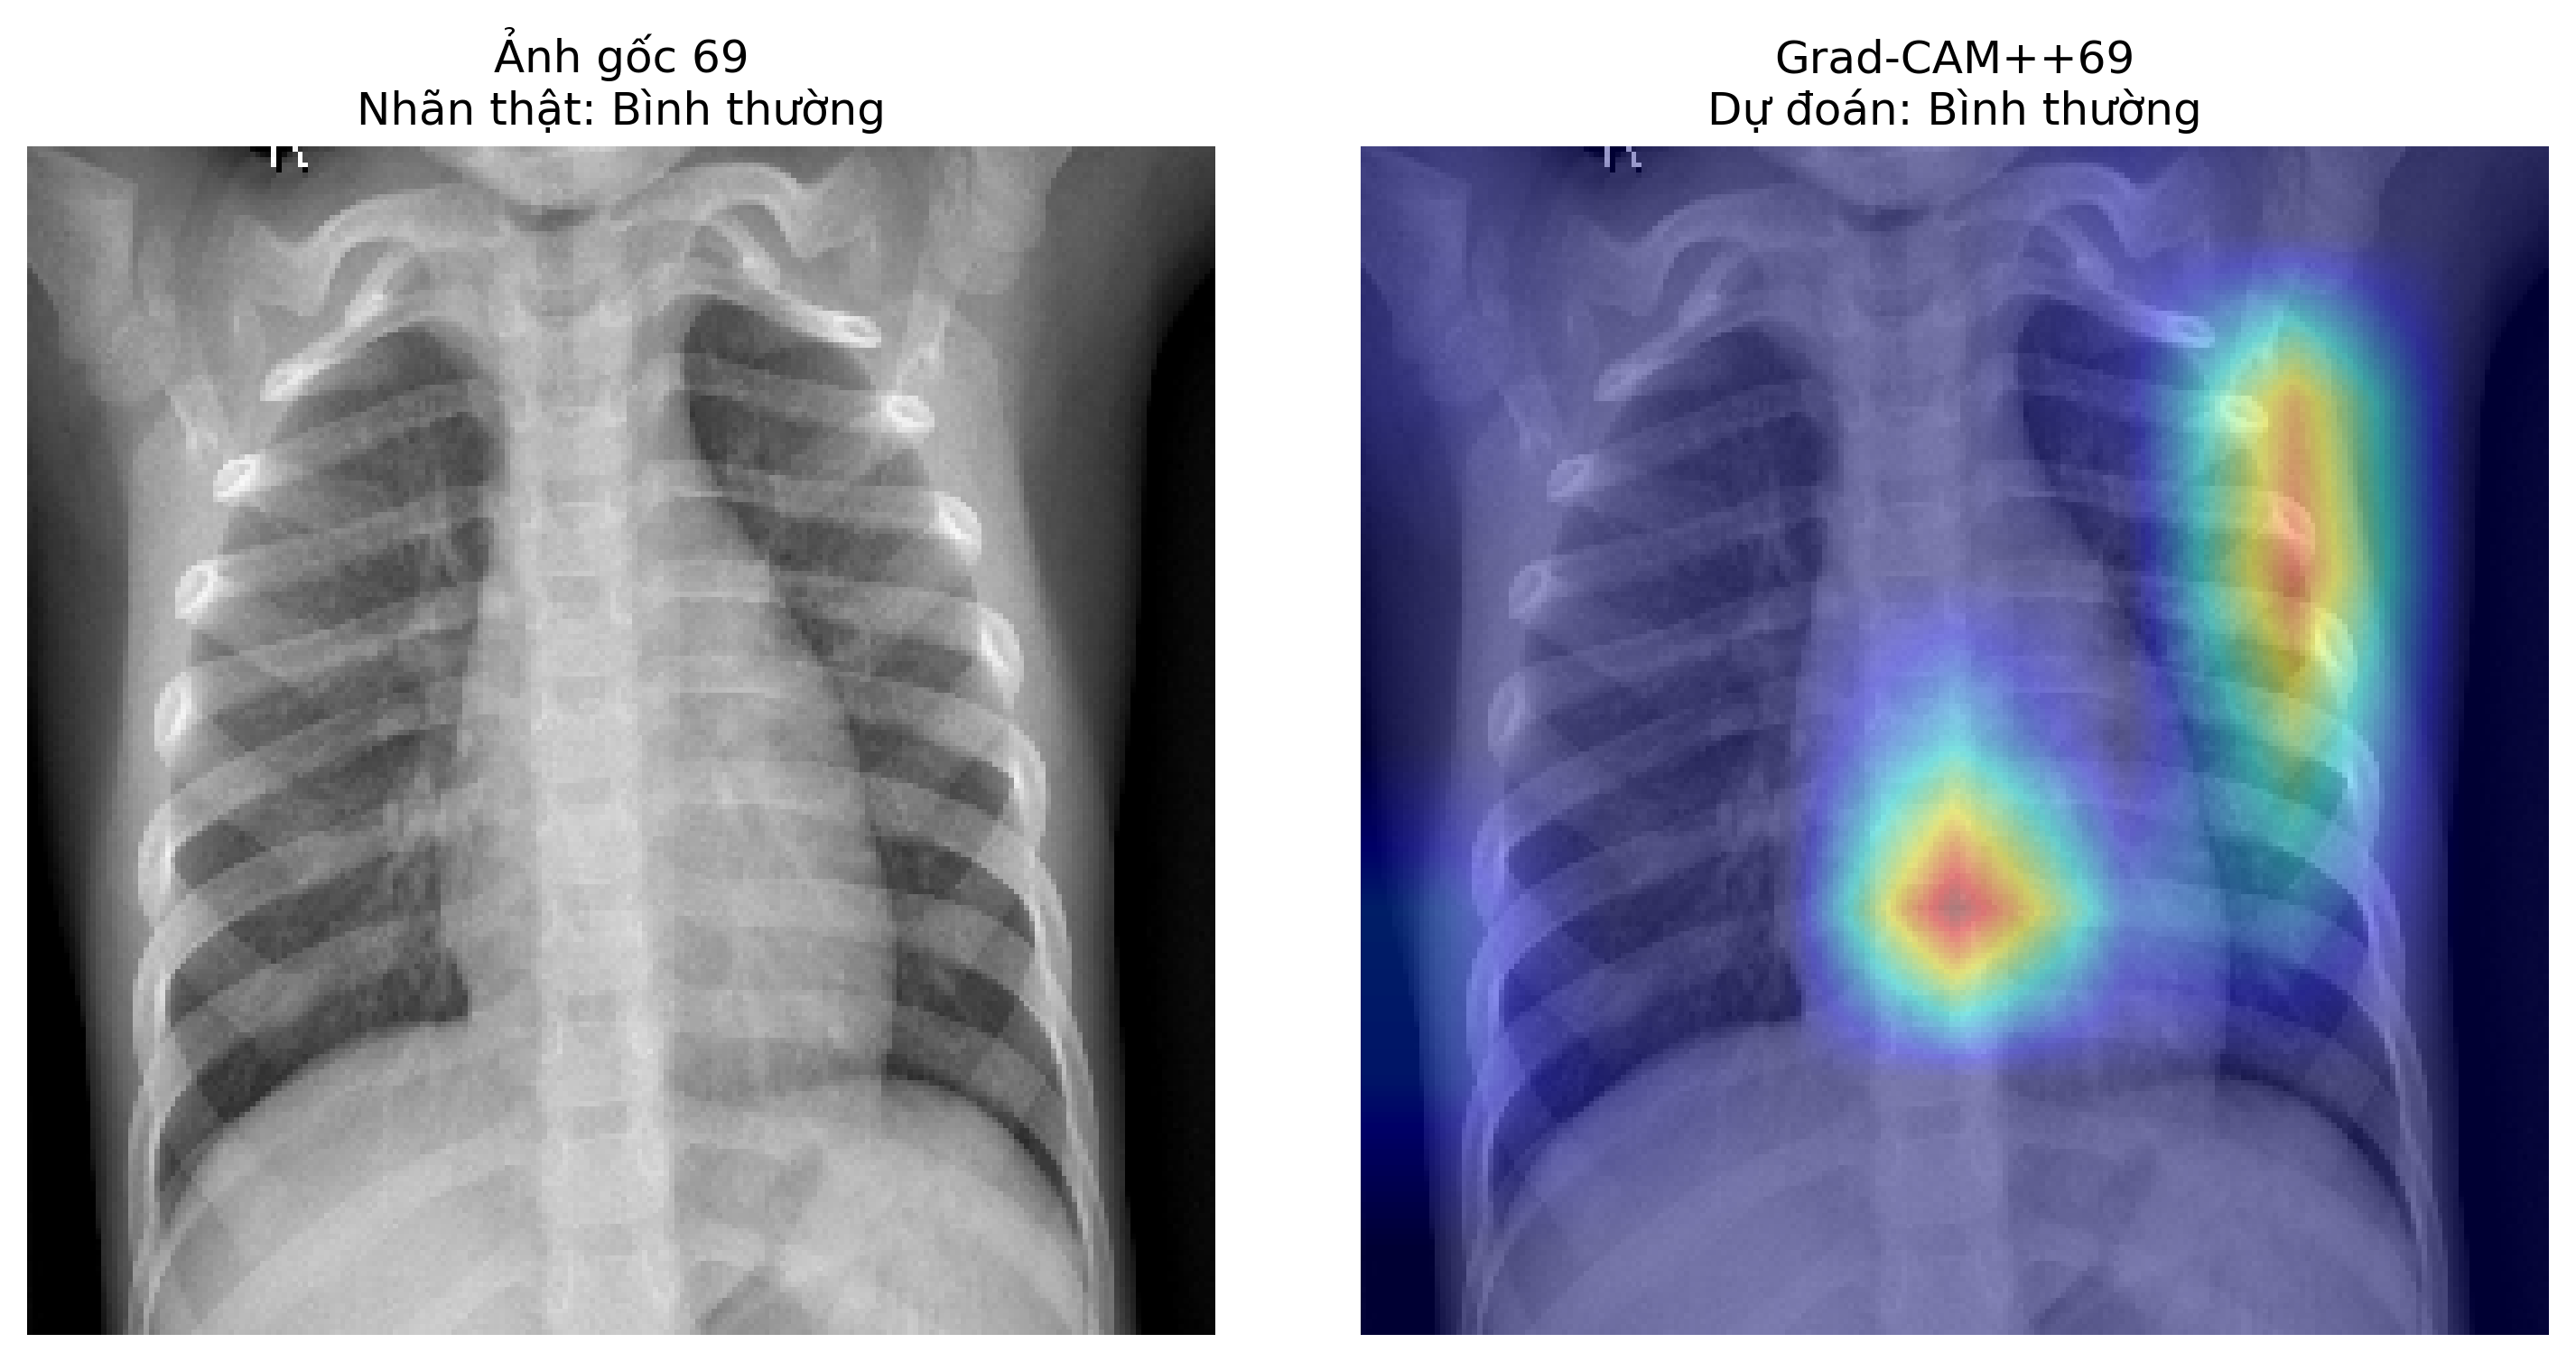 Ảnh gốc 69
Nhãn thật: Bình thường
Grad-CAM++69
Dự đoán: Bình thường